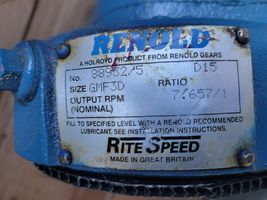 RENOLD
A HOLROYD PRODUCT FROM RENOLD GEARS
No. 88932/5 D15
SIZE GMF3D RATIO
OUTPUT RPM 7.657/1
(NOMINAL)
FILL TO SPECIFIED LEVEL WITH A RENOLD RECOMMENDED
LUBRICANT. SEE INSTALLATION INSTRUCTIONS.
RITE SPEED
MADE IN GREAT BRITAIN